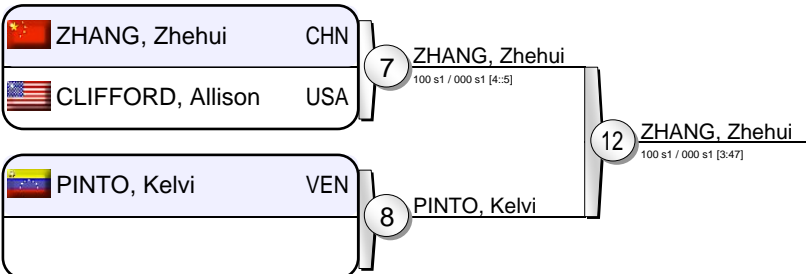 ZHANG, Zhehui CHN
CLIFFORD, Allison USA
7
ZHANG, Zhehui
100 s1 / 000 s1 [4::5]
PINTO, Kelvi VEN
8
PINTO, Kelvi
12
ZHANG, Zhehui
100 s1 / 000 s1 [3:47]